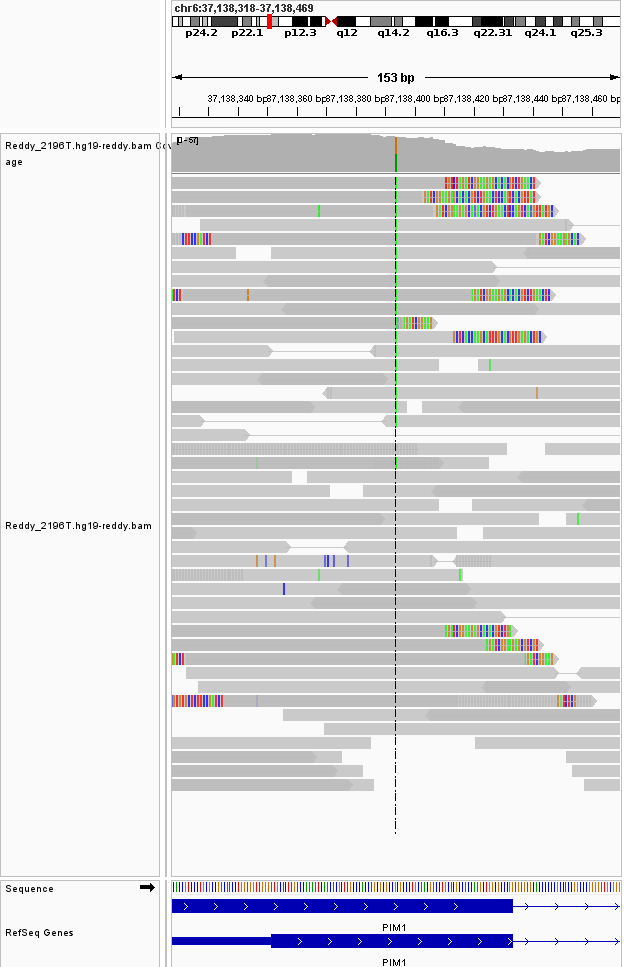 chr6:37,138,318-37,138,469
p24.2 p22.1 p12.3 q12 q14.2 q16.3 q22.31 q24.1 q25.3
153 bp
37,138,340 bp 37,138,360 bp 37,138,380 bp 37,138,400 bp 37,138,420 bp 37,138,440 bp 37,138,460 bp
Reddy_2196T.hg19-reddy.bam Cov
age
[0 - 57]
Reddy_2196T.hg19-reddy.bam
Sequence
PIM1
RefSeq Genes
PIM1